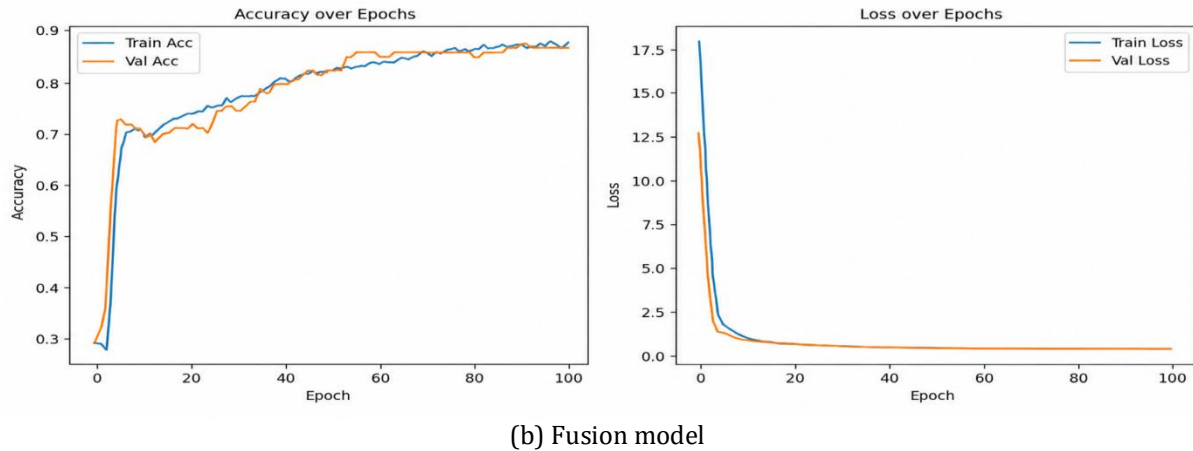 Accuracy over Epochs
Train Acc
Val Acc
Accuracy
0.9
0.8
0.7
0.6
0.5
0.4
0.3
0
20
40
60
80
100
Epoch
Loss over Epochs
Train Loss
Val Loss
Loss
17.5
15.0
12.5
10.0
7.5
5.0
2.5
0.0
0
20
40
60
80
100
Epoch
(b) Fusion model